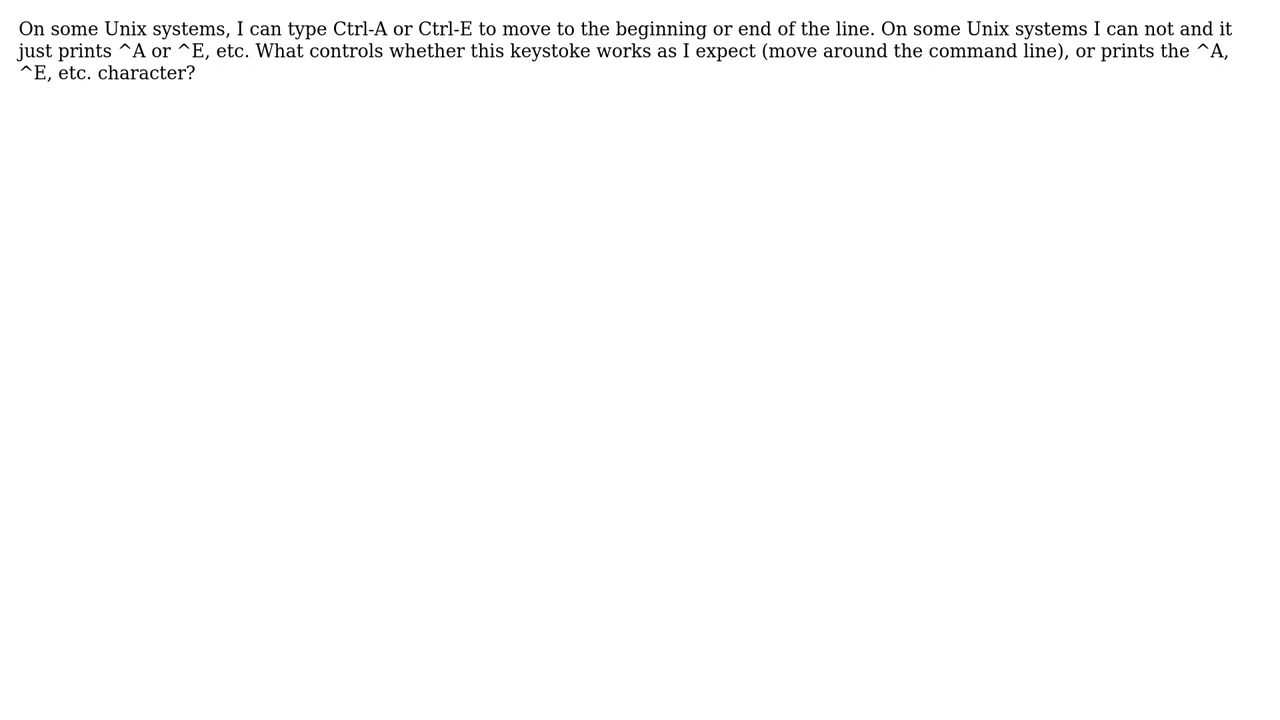 On some Unix systems, I can type Ctrl-A or Ctrl-E to move to the beginning or end of the line. On some Unix systems I can not and it
just prints ^A or ^E, etc. What controls whether this keystoke works as I expect (move around the command line), or prints the ^A,
^E, etc. character?